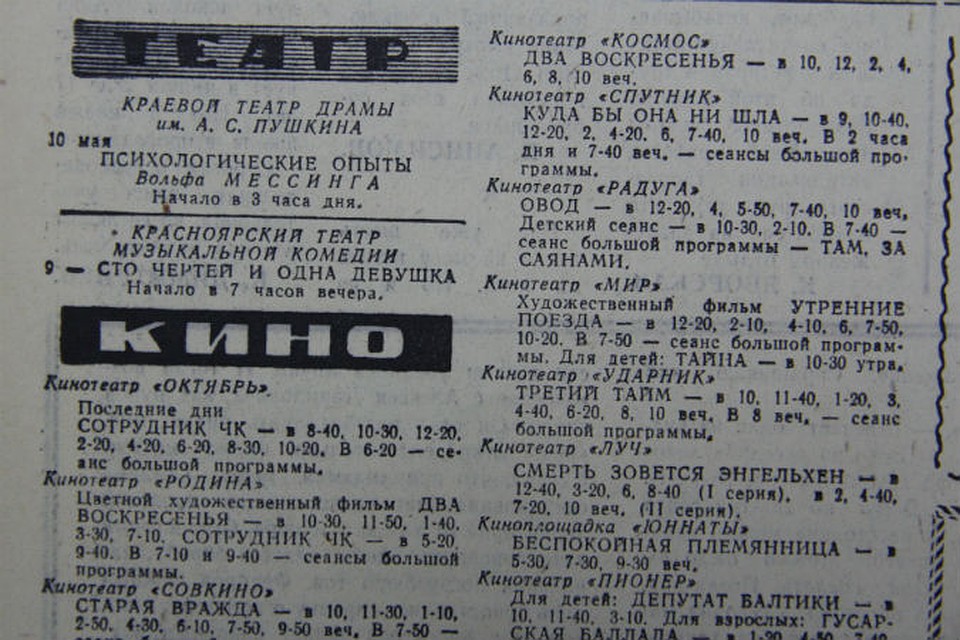 ТЕАТР
КРАЕВОЙ ТЕАТР ДРАМЫ
им. А. С. ПУШКИНА
10 мая
ПСИХОЛОГИЧЕСКИЕ ОПЫТЫ
Вольфа МЕССИНГА
Начало в 3 часа дня.
• КРАСНОЯРСКИЙ ТЕАТР
МУЗЫКАЛЬНОЙ КОМЕДИИ
9 — СТО ЧЕРТЕЙ И ОДНА ДЕВУШКА
Начало в 7 часов вечера.
КИНО
Кинотеатр «ОКТЯБРЬ».
Последние дни
СОТРУДНИК ЧК — в 8-40, 10-30, 12-20,
2-20, 4-20, 6-20, 8-30, 10-20. В 6-20 — се-
анс большой программы.
Кинотеатр «РОДИНА»
Цветной художественный фильм ДВА
ВОСКРЕСЕНЬЯ — в 10-30, 11-50, 1-40,
3-30, 7-10. СОТРУДНИК ЧК — в 5-20,
9-40. В 7-10 и 9-40 — сеансы большой
программы.
Кинотеатр «СОВКИНО»
СТАРАЯ ВРАЖДА — в 10, 11-30, 1-10,
2-50, 4-30, 6-10, 7-50, 9-50 веч. В 7-50 —
Кинотеатр «КОСМОС»
ДВА ВОСКРЕСЕНЬЯ — в 10, 12, 2, 4,
6, 8, 10 веч.
Кинотеатр «СПУТНИК»
КУДА БЫ ОНА НИ ШЛА — в 9, 10-40,
12-20, 2, 4-20, 6, 7-40, 10 веч. В 2 часа
дня и 7-40 веч. — сеансы большой про-
граммы.
Кинотеатр «РАДУГА»
ОВОД — в 12-20, 4, 5-50, 7-40, 10 веч.
Детский сеанс — в 10-30, 2-10. В 7-40 —
сеанс большой программы — ТАМ, ЗА
САЯНАМИ.
Кинотеатр «МИР»
Художественный фильм УТРЕННИЕ
ПОЕЗДА — в 12-20, 2-10, 4-10, 6, 7-50,
10-20. В 7-50 — сеанс большой програм-
мы. Для детей: ТАЙНА — в 10-30 утра.
Кинотеатр «УДАРНИК»
ТРЕТИЙ ТАЙМ — в 10, 11-40, 1-20, 3,
4-40, 6-20, 8, 10 веч. В 8 веч. — сеанс
большой программы.
Кинотеатр «ЛУЧ»
СМЕРТЬ ЗОВЕТСЯ ЭНГЕЛЬХЕН — в
12-40, 3-20, 6, 8-40 (I серия), в 2, 4-40,
7-20, 10 веч. (II серия).
Киноплощадка «ЮННАТЫ»
БЕСПОКОЙНАЯ ПЛЕМЯННИЦА — в
5-30, 7-30, 9-30 веч.
Кинотеатр «ПИОНЕР»
Для детей: ДЕПУТАТ БАЛТИКИ — в
10, 11-40, 3-10. Для взрослых: ГУСАР-
СКАЯ БАЛЛАДА — в 1-20, 4-50, 7-